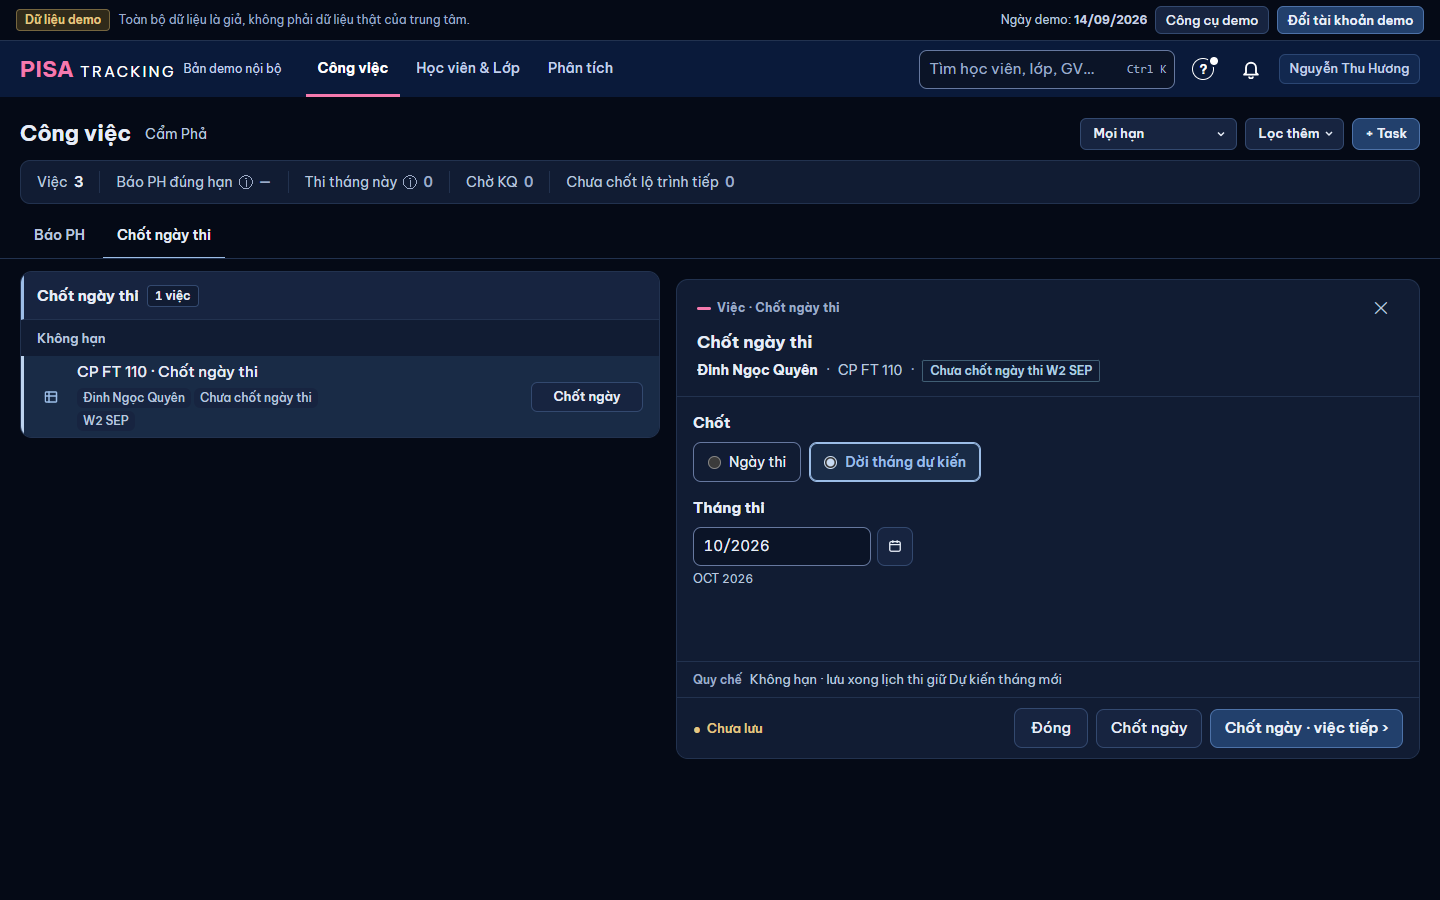 Dữ liệu demo Toàn bộ dữ liệu là giả, không phải dữ liệu thật của trung tâm. Ngày demo: 14/09/2026 Công cụ demo Đổi tài khoản demo
PISA TRACKING Bản demo nội bộ Công việc Học viên & Lớp Phân tích Tìm học viên, lớp, GV... Ctrl K ? Nguyễn Thu Hương
Công việc Cẩm Phả Mọi hạn Lọc thêm + Task
Việc 3 Báo PH đúng hạn ⓘ — Thi tháng này ⓘ 0 Chờ KQ 0 Chưa chốt lộ trình tiếp 0
Báo PH Chốt ngày thi
Chốt ngày thi 1 việc
Không hạn
CP FT 110 · Chốt ngày thi
Đinh Ngọc Quyên Chưa chốt ngày thi
W2 SEP
Chốt ngày
Việc · Chốt ngày thi
Chốt ngày thi
Đinh Ngọc Quyên · CP FT 110 · Chưa chốt ngày thi W2 SEP
Chốt
Ngày thi Dời tháng dự kiến
Tháng thi
10/2026
OCT 2026
Quy chế Không hạn · lưu xong lịch thi giữ Dự kiến tháng mới
Chưa lưu Đóng Chốt ngày Chốt ngày · việc tiếp ›